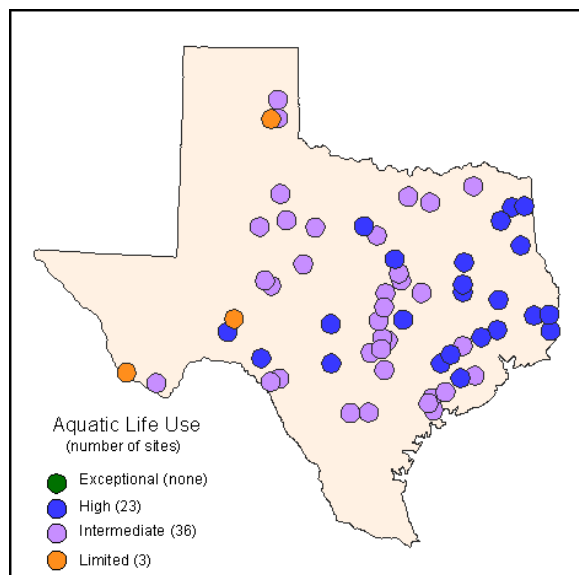 Aquatic Life Use
(number of sites)
Exceptional (none)
High (23)
Intermediate (36)
Limited (3)